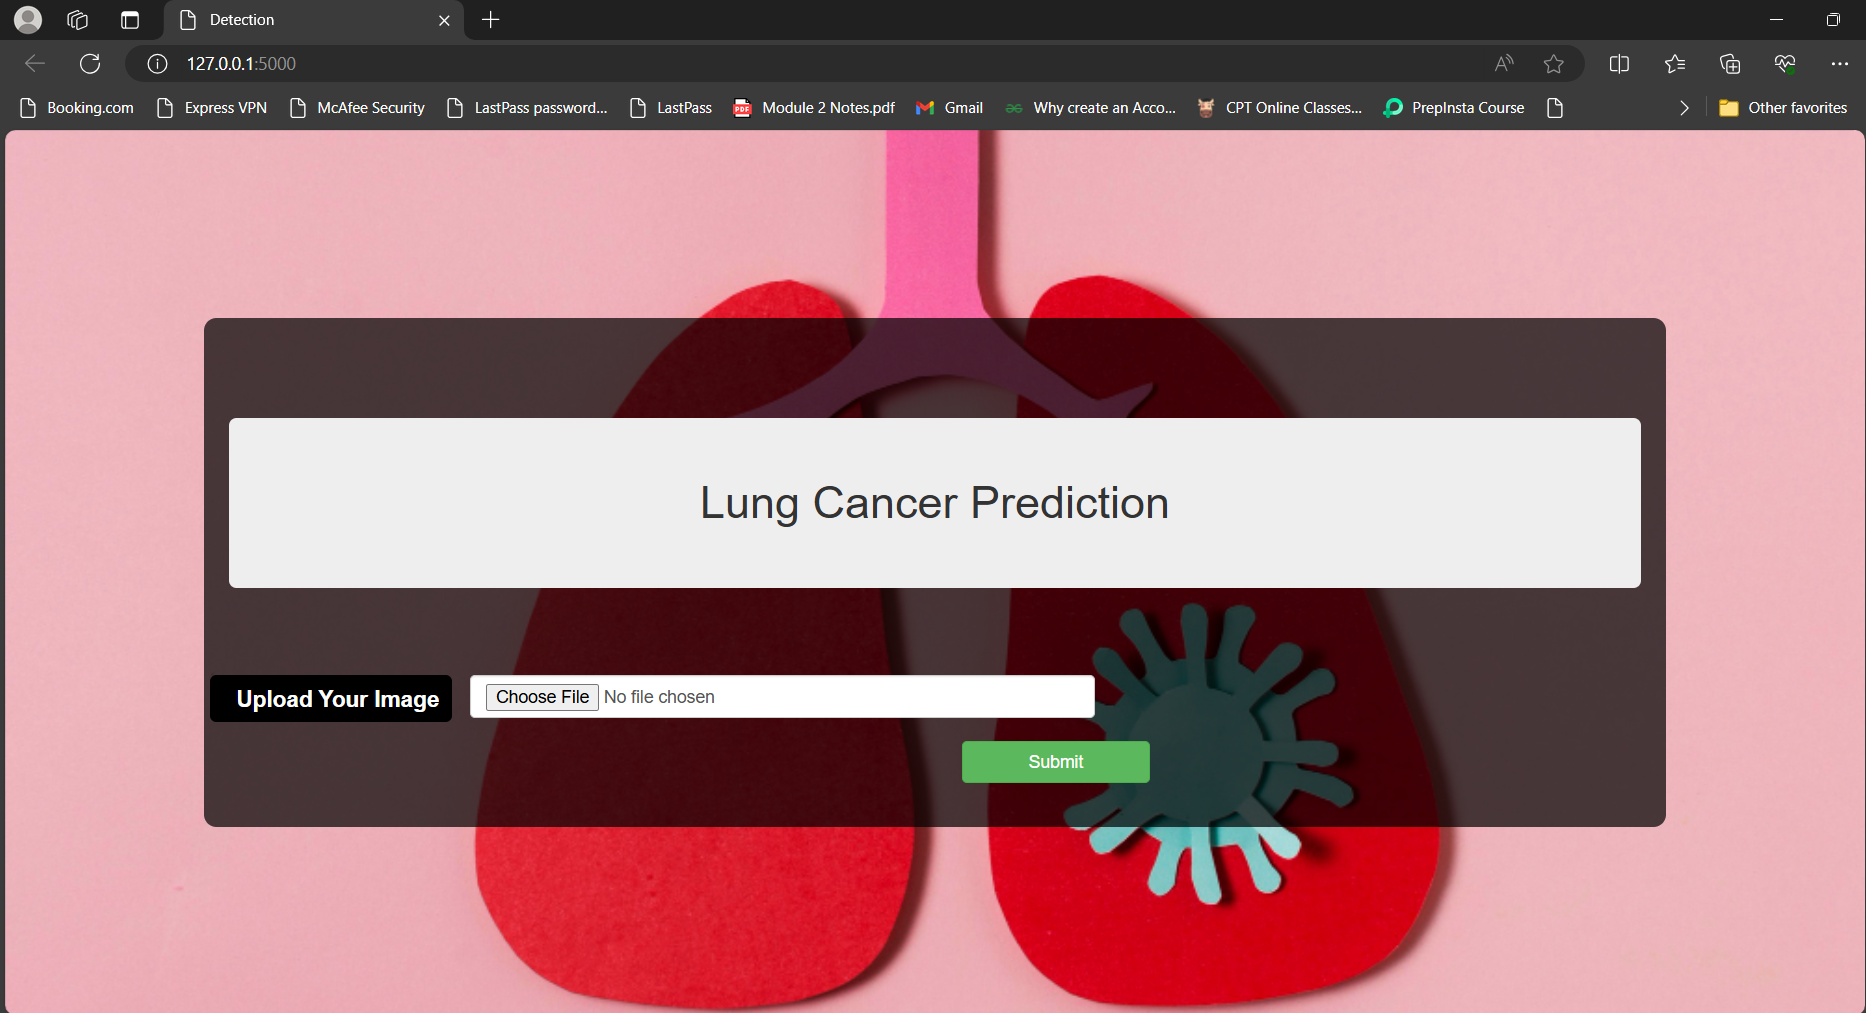 Detection
127.0.0.1:5000
Booking.com Express VPN McAfee Security LastPass password... LastPass PDF Module 2 Notes.pdf Gmail Why create an Acco... CPT Online Classes... PrepInsta Course Other favorites
Lung Cancer Prediction
Upload Your Image Choose File No file chosen
Submit